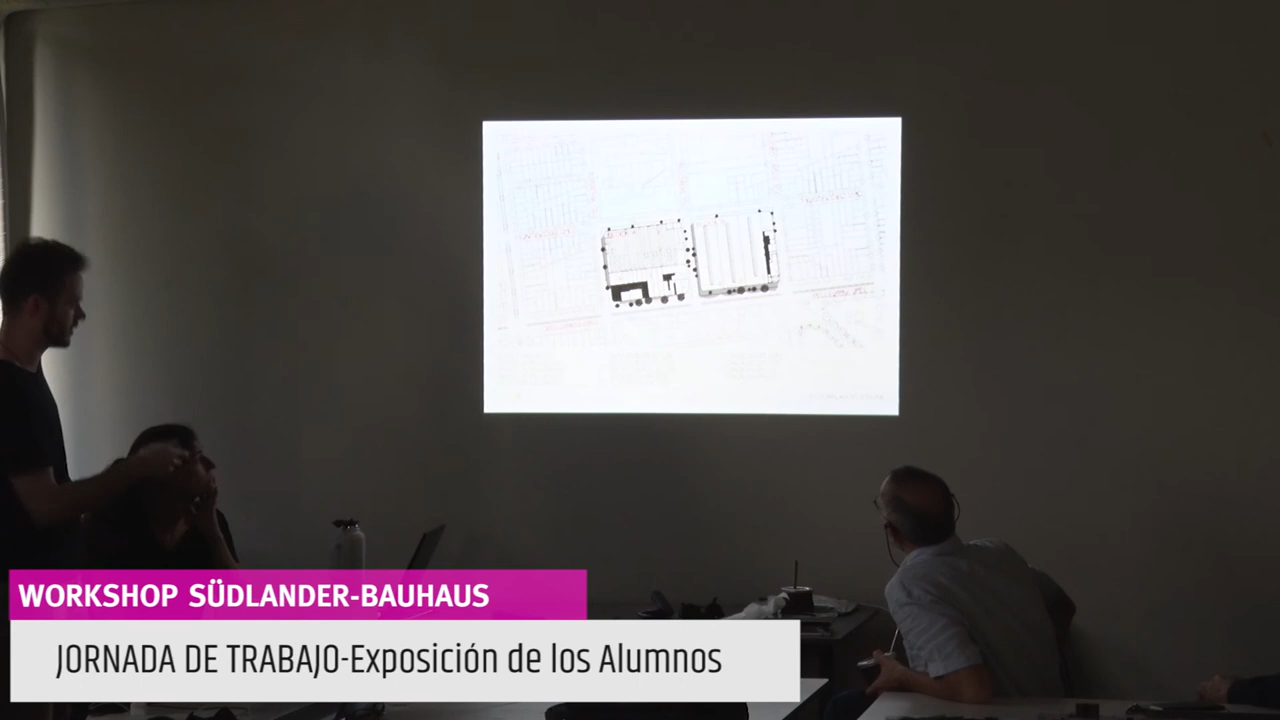 WORKSHOP SÜDLANDER-BAUHAUS
JORNADA DE TRABAJO-Exposición de los Alumnos